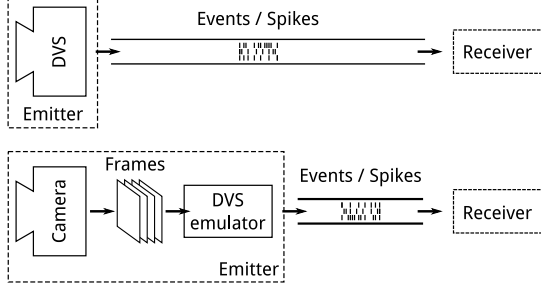 Events / Spikes
DVS
Receiver
Emitter
Frames
Events / Spikes
Camera
DVS
emulator
Receiver
Emitter